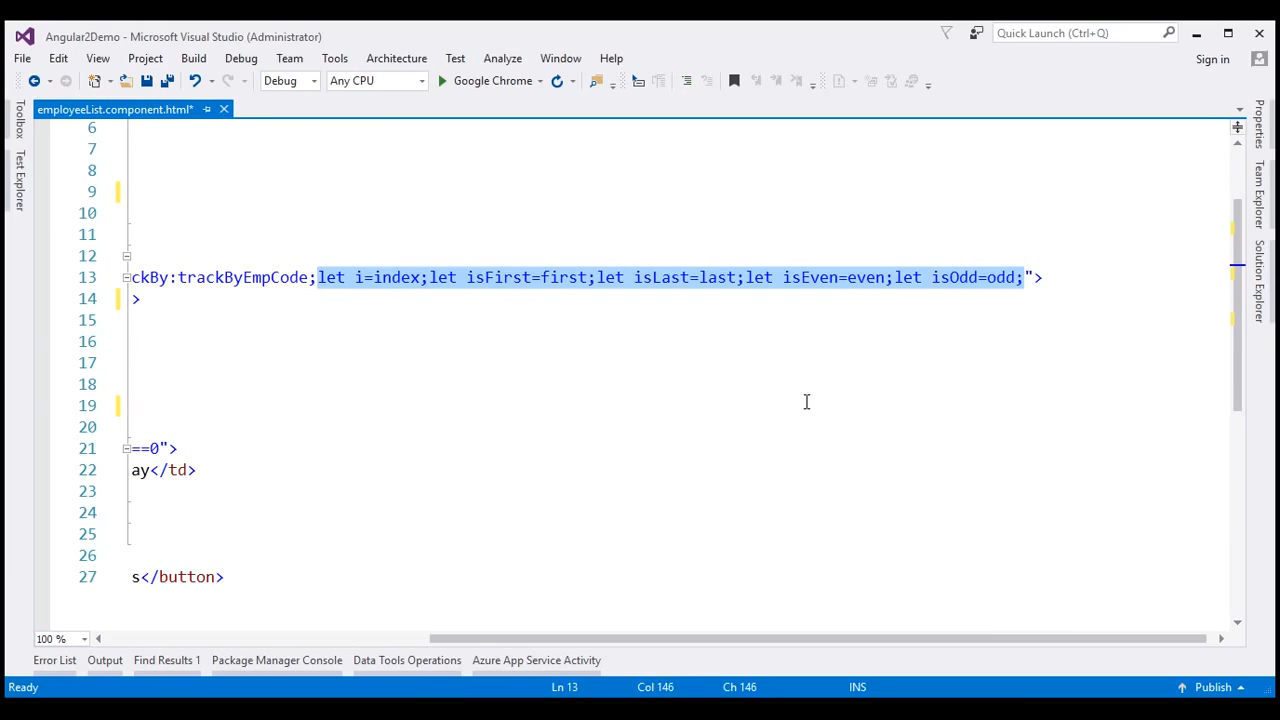 Angular2Demo - Microsoft Visual Studio (Administrator)
Quick Launch (Ctrl+Q)
File Edit View Project Build Debug Team Tools Architecture Test Analyze Window Help
Sign in
Debug Any CPU Google Chrome
employeeList.component.html*
Toolbox
Test Explorer
Properties
Team Explorer
Solution Explorer
6
7
8
9
10
11
12
13 ckBy:trackByEmpCode;let i=index;let isFirst=first;let isLast=last;let isEven=even;let isOdd=odd;">
14 >
15
16
17
18
19
20
21 ==0">
22 ay</td>
23
24
25
26
27 s</button>
100 %
Error List Output Find Results 1 Package Manager Console Data Tools Operations Azure App Service Activity
Ready Ln 13 Col 146 Ch 146 INS Publish